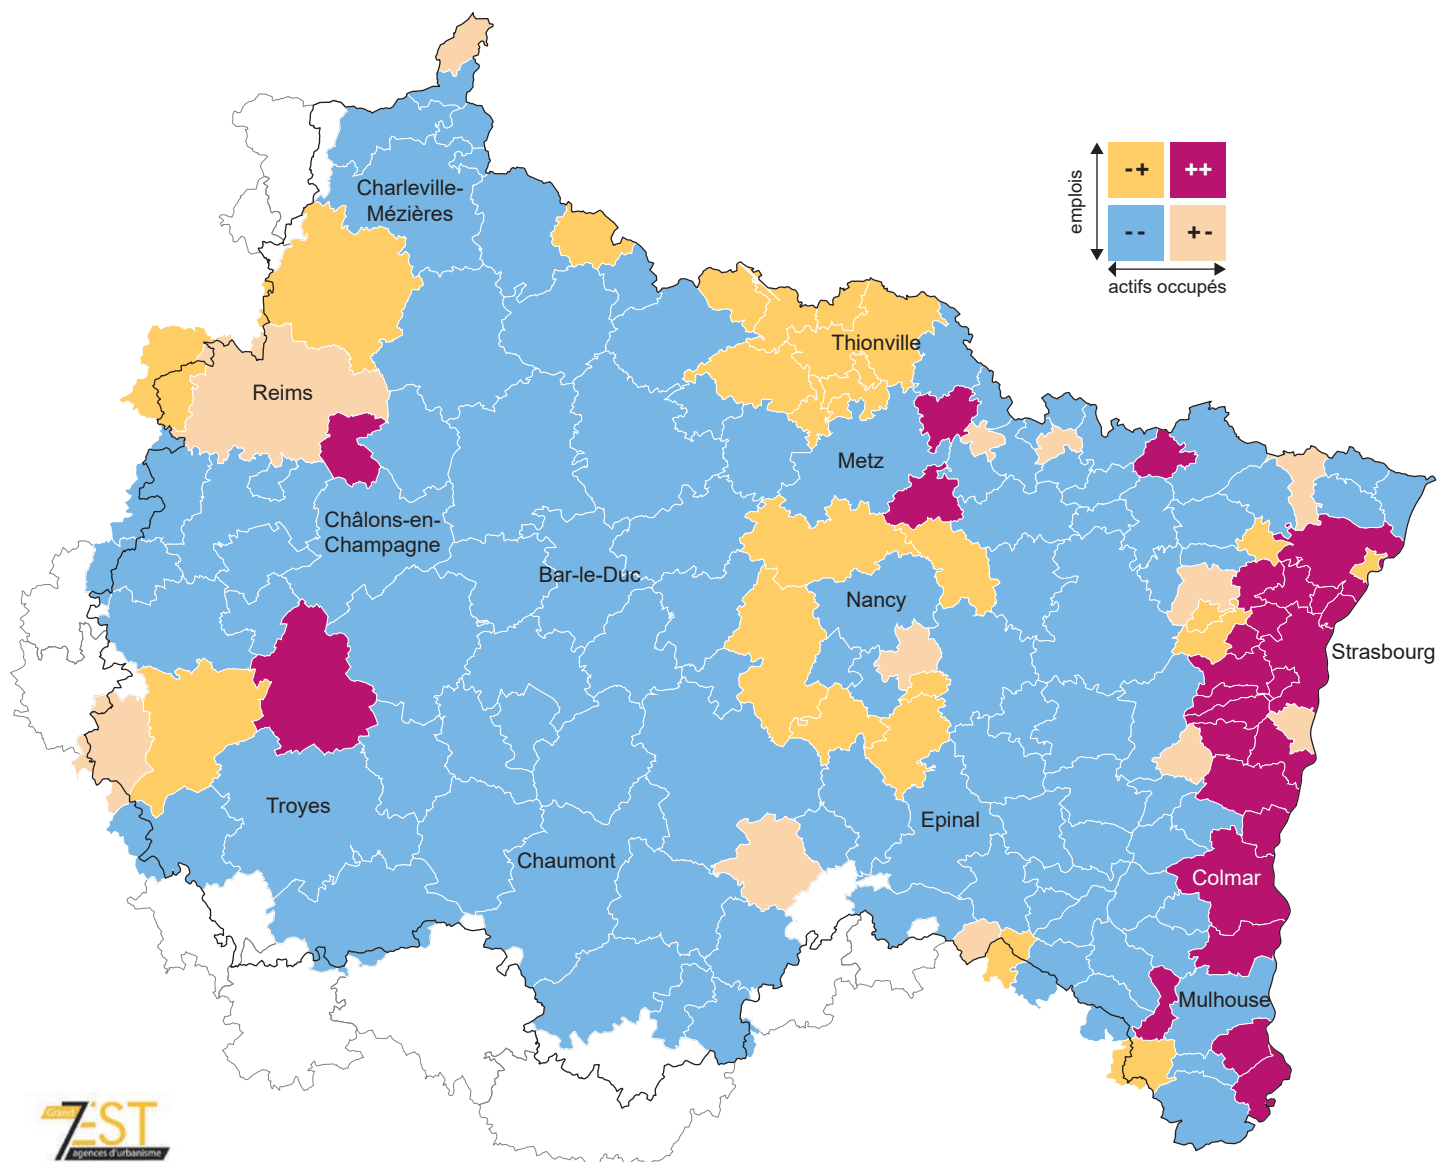 Charleville-
Mézières
emplois
-+
++
--
+-
actifs occupés
Thionville
Reims
Metz
Châlons-en-
Champagne
Bar-le-Duc
Nancy
Strasbourg
Troyes
Epinal
Chaumont
Colmar
Mulhouse
Grand
7EST
agences d'urbanisme